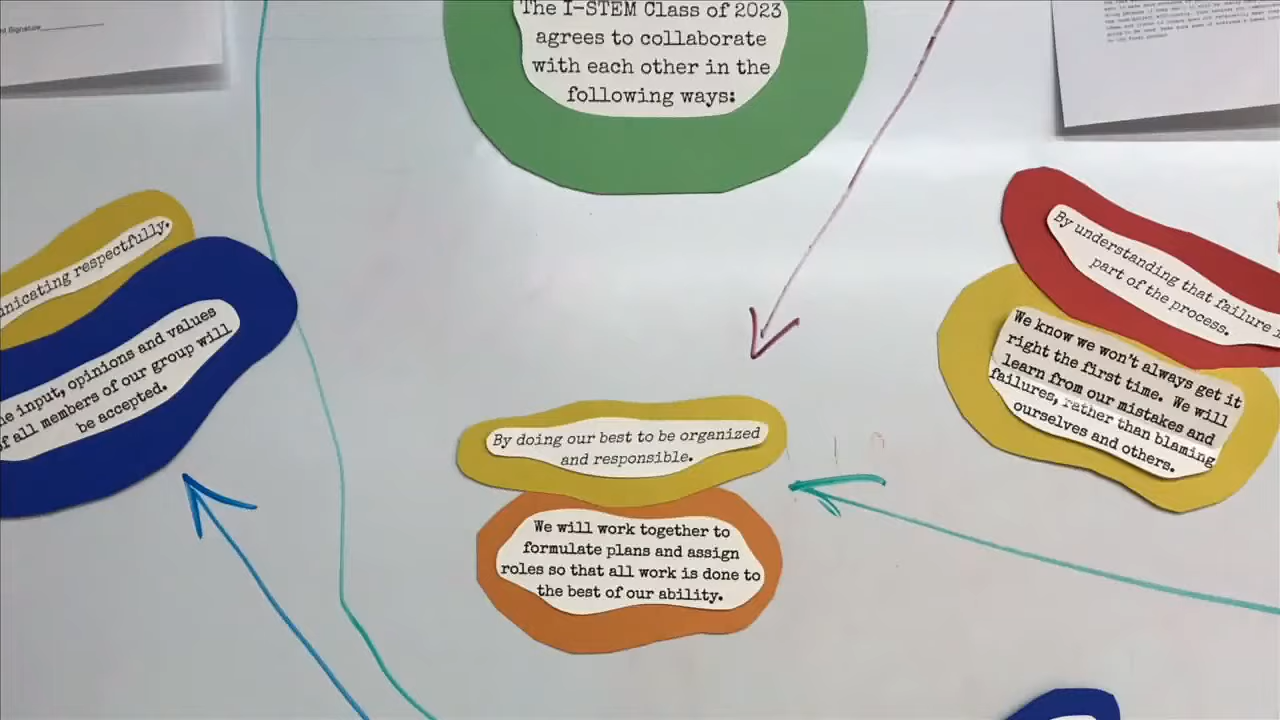 Signature
The I-STEM Class of 2023
agrees to collaborate
with each other in the
following ways:
nicating respectfully.
input, opinions and values
all members of our group will
be accepted.
By doing our best to be organized
and responsible.
We will work together to
formulate plans and assign
roles so that all work is done to
the best of our ability.
By understanding that failure
part of the process.
We know we won't always get it
right the first time. We will
learn from our mistakes and
failures, rather than blaming
ourselves and others.